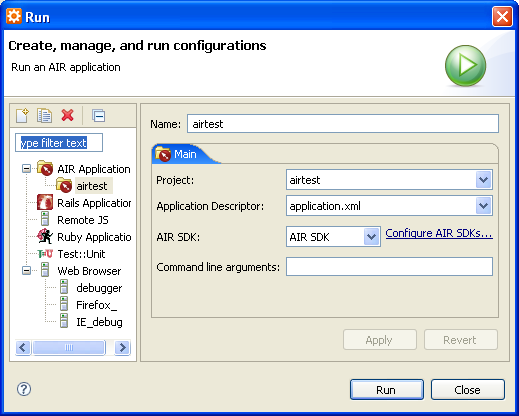 Run
Create, manage, and run configurations
Run an AIR application
ype filter text
AIR Application
airtest
Rails Application
Remote JS
Ruby Applicatio
Test::Unit
Web Browser
debugger
Firefox_
IE_debug
Name: airtest
Main
Project: airtest
Application Descriptor: application.xml
AIR SDK: AIR SDK Configure AIR SDKs...
Command line arguments:
Apply Revert
Run Close